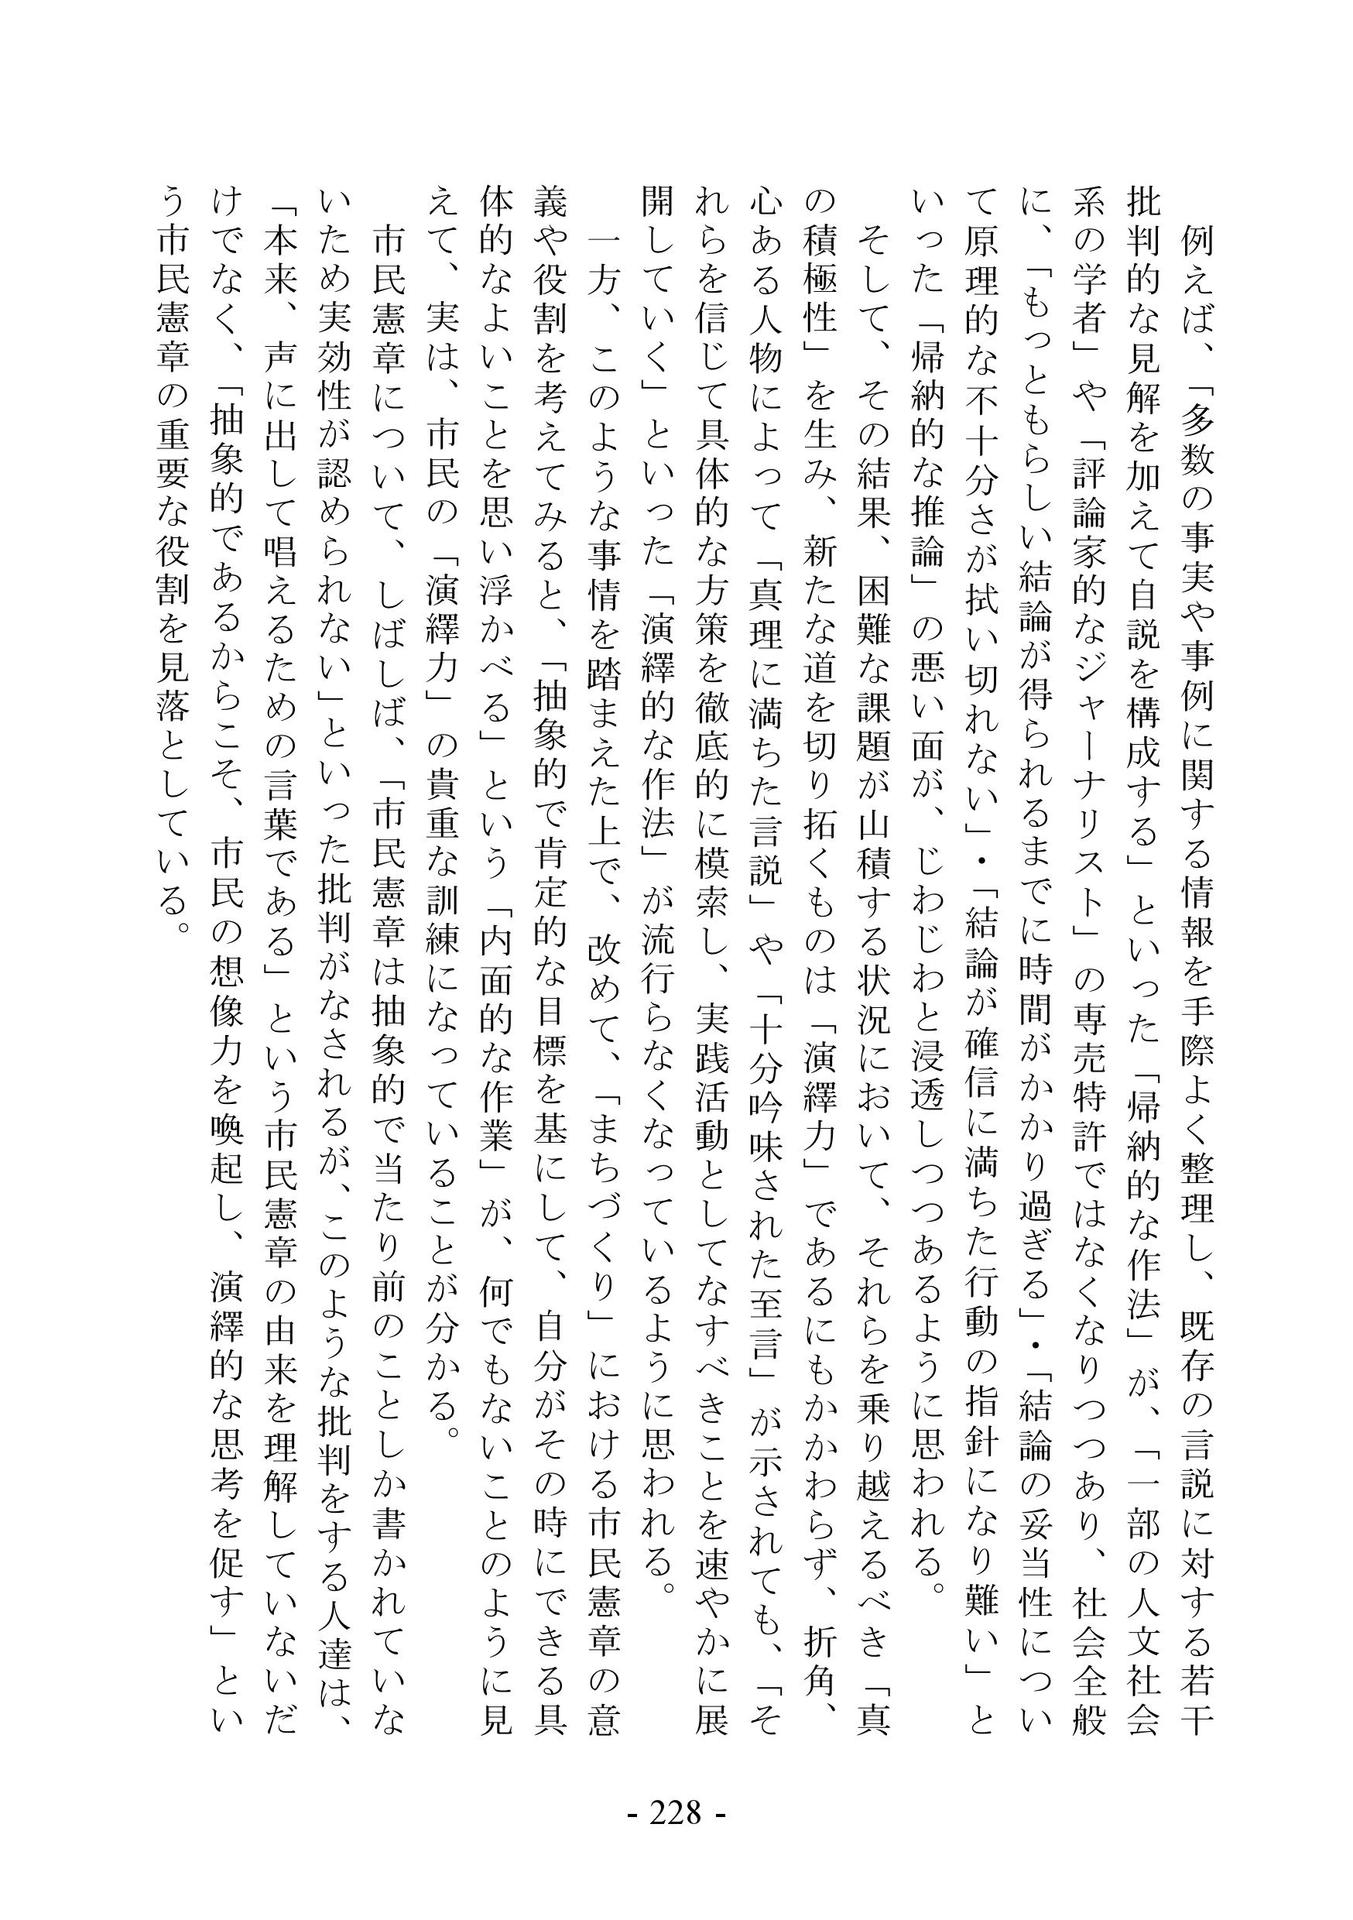 例えば、「多数の事実や事例に関する情報を手際よく整理し、既存の言説に対する若干
批判的な見解を加えて自説を構成する」といった「帰納的な作法」が、「一部の人文社会
系の学者」や「評論家的なジャーナリスト」の専売特許ではなくなりつつあり、社会全般
に、「もっともらしい結論が得られるまでに時間がかかり過ぎる」・「結論の妥当性につい
て原理的な不十分さが拭い切れない」・「結論が確信に満ちた行動の指針になり難い」と
いった「帰納的な推論」の悪い面が、じわじわと浸透しつつあるように思われる。
　そして、その結果、困難な課題が山積する状況において、それらを乗り越えるべき「真
の積極性」を生み、新たな道を切り拓くものは「演繹力」であるにもかかわらず、折角、
心ある人物によって「真理に満ちた言説」や「十分吟味された至言」が示されても、「そ
れらを信じて具体的な方策を徹底的に模索し、実践活動としてなすべきことを速やかに展
開していく」といった「演繹的な作法」が流行らなくなっているように思われる。
　一方、このような事情を踏まえた上で、改めて、「まちづくり」における市民憲章の意
義や役割を考えてみると、「抽象的で肯定的な目標を基にして、自分がその時にできる具
体的なよいことを思い浮かべる」という「内面的な作業」が、何でもないことのように見
えて、実は、市民の「演繹力」の貴重な訓練になっていることが分かる。
　市民憲章について、しばしば、「市民憲章は抽象的で当たり前のことしか書かれていな
いため実効性が認められない」といった批判がなされるが、このような批判をする人達は、
「本来、声に出して唱えるための言葉である」という市民憲章の由来を理解していないだ
けでなく、「抽象的であるからこそ、市民の想像力を喚起し、演繹的な思考を促す」とい
う市民憲章の重要な役割を見落としている。
- 228 -